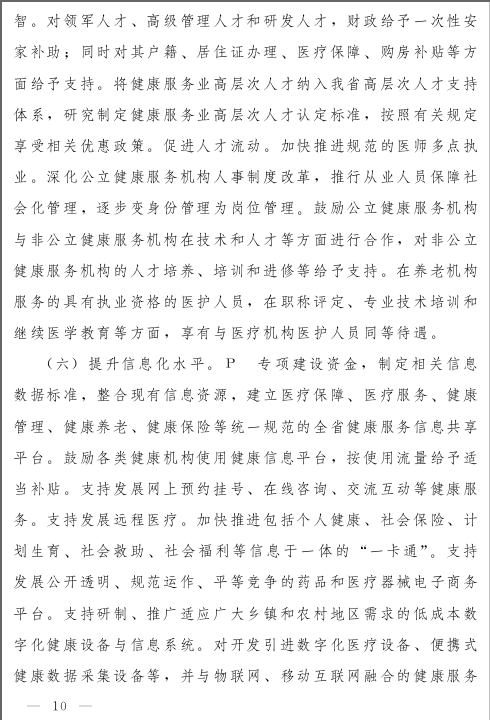 智。对领军人才、高级管理人才和研发人才，财政给予一次性安
家补助；同时对其户籍、居住证办理、医疗保障、购房补贴等方
面给予支持。将健康服务业高层次人才纳入我省高层次人才支持
体系，研究制定健康服务业高层次人才认定标准，按照有关规定
享受相关优惠政策。促进人才流动。加快推进规范的医师多点执
业。深化公立健康服务机构人事制度改革，推行从业人员保障社
会化管理，逐步变身份管理为岗位管理。鼓励公立健康服务机构
与非公立健康服务机构在技术和人才等方面进行合作，对非公立
健康服务机构的人才培养、培训和进修等给予支持。在养老机构
服务的具有执业资格的医护人员，在职称评定、专业技术培训和
继续医学教育等方面，享有与医疗机构医护人员同等待遇。
（六）提升信息化水平。P 专项建设资金，制定相关信息
数据标准，整合现有信息资源，建立医疗保障、医疗服务、健康
管理、健康养老、健康保险等统一规范的全省健康服务信息共享
平台。鼓励各类健康机构使用健康信息平台，按使用流量给予适
当补贴。支持发展网上预约挂号、在线咨询、交流互动等健康服
务。支持发展远程医疗。加快推进包括个人健康、社会保险、计
划生育、社会救助、社会福利等信息于一体的“一卡通”。支持
发展公开透明、规范运作、平等竞争的药品和医疗器械电子商务
平台。支持研制、推广适应广大乡镇和农村地区需求的低成本数
字化健康设备与信息系统。对开发引进数字化医疗设备、便携式
健康数据采集设备等，并与物联网、移动互联网融合的健康服务
— 10 —